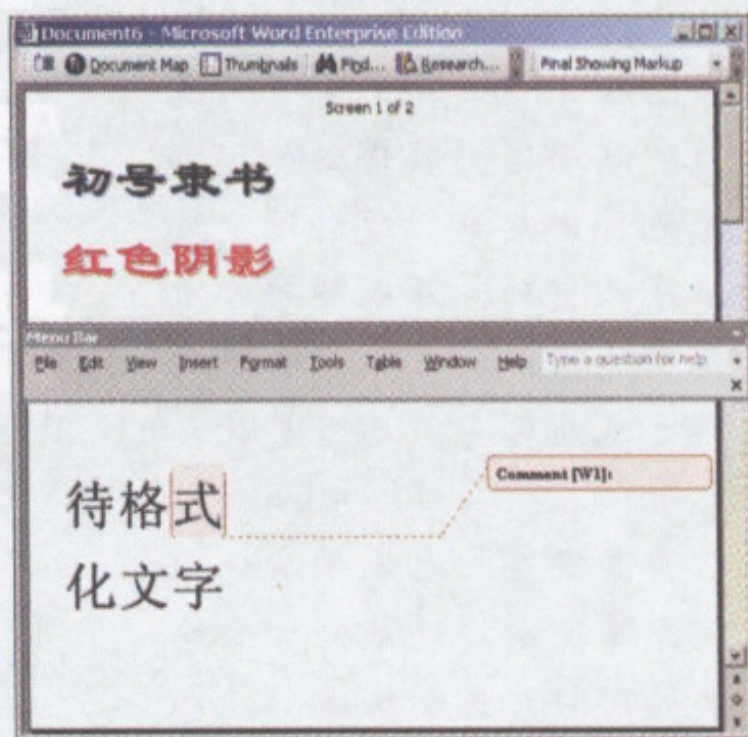 Document6 - Microsoft Word Enterprise Edition
Document Map Thumbnails Find... Research... Final Showing Markup
Screen 1 of 2
初号隶书
红色阴影
Menu Bar
File Edit View Insert Format Tools Table Window Help Type a question for help
待格式
Comment [W1]:
化文字